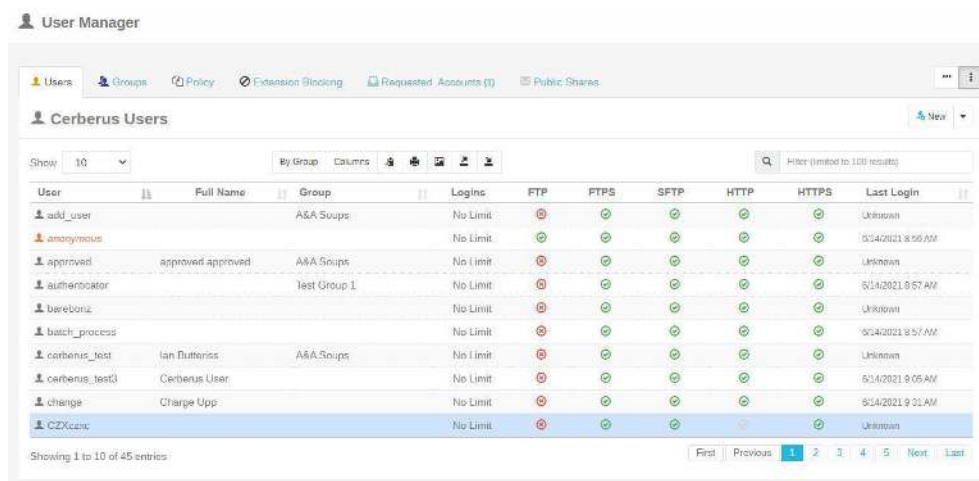 User Manager
Users Groups Policy Extension Blocking Requested Accounts (1) Public Shares
Cerberus Users
New
Show 10 By Group Columns Filter (limited to 100 results)
User Full Name Group Logins FTP FTPS SFTP HTTP HTTPS Last Login
add_user A&A Soups No Limit Unknown
anonymous No Limit 6/14/2021 8:56 AM
approved approved approved A&A Soups No Limit Unknown
authenticator Test Group 1 No Limit 6/14/2021 8:57 AM
barebonz No Limit Unknown
batch_process No Limit 6/14/2021 8:57 AM
cerberus_test Ian Butteriss A&A Soups No Limit Unknown
cerberus_test3 Cerberus User No Limit 6/14/2021 9:05 AM
change Charge Upp No Limit 6/14/2021 9:31 AM
No Limit Unknown
Showing 1 to 10 of 45 entries First Previous 1 2 3 4 5 Next Last